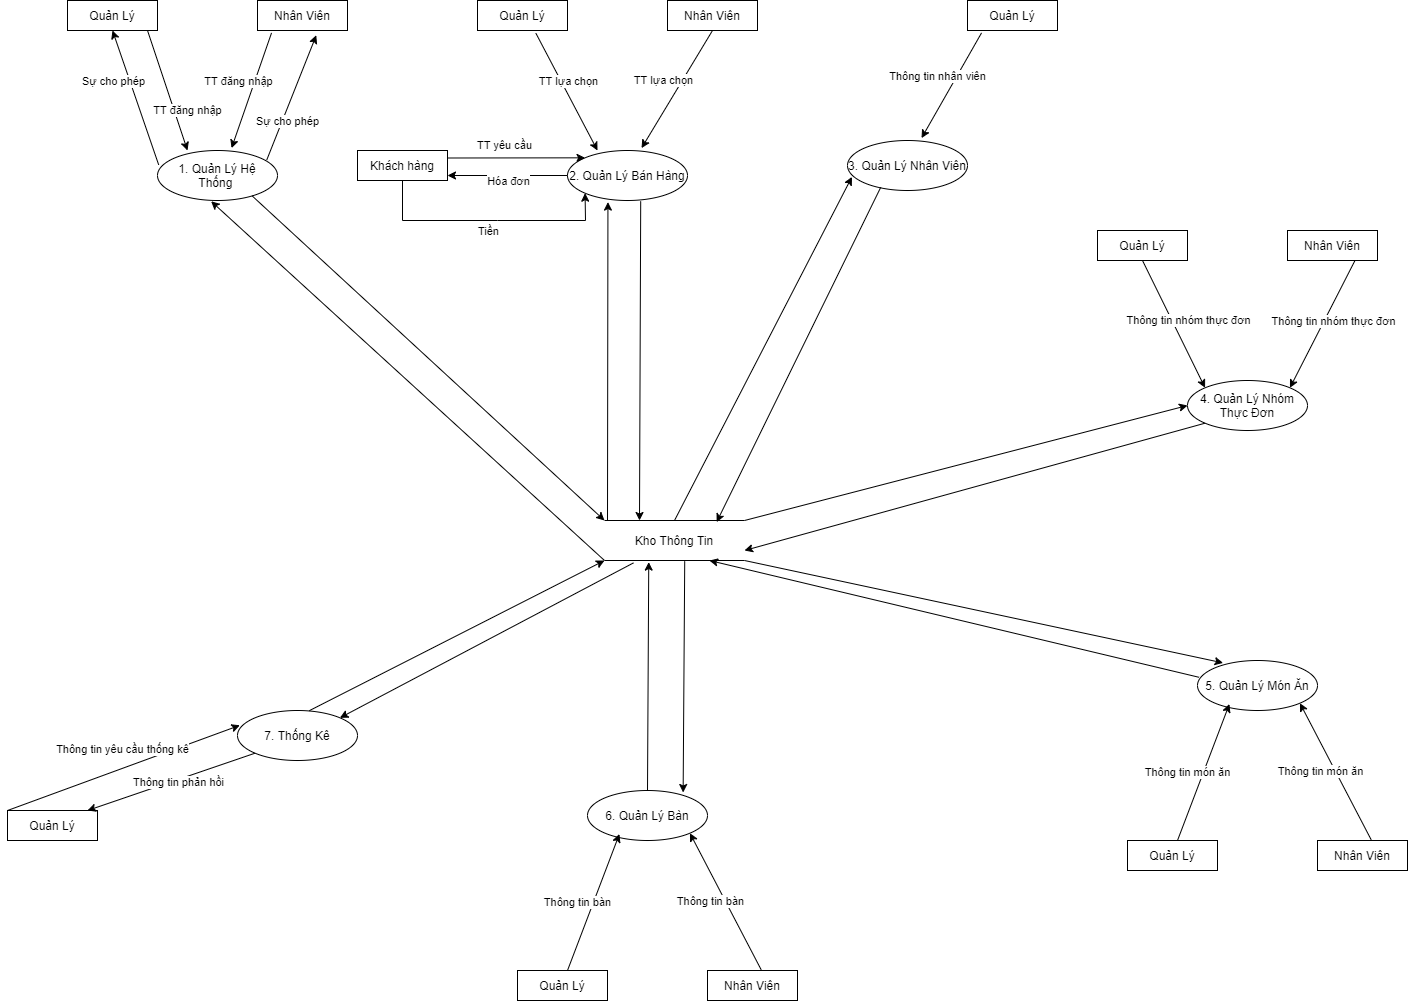 Quản Lý
Nhân Viên
Quản Lý
Nhân Viên
Quản Lý
Sự cho phép
TT đăng nhập
TT lựa chọn
TT lựa chọn
Thông tin nhân viên
TT đăng nhập
Sự cho phép
Khách hàng
TT yêu cầu
Hóa đơn
Tiền
1. Quản Lý Hệ
Thống
2. Quản Lý Bán Hàng
3. Quản Lý Nhân Viên
Quản Lý
Nhân Viên
Thông tin nhóm thực đơn
Thông tin nhóm thực đơn
4. Quản Lý Nhóm
Thực Đơn
Kho Thông Tin
5. Quản Lý Món Ăn
7. Thống Kê
Thông tin yêu cầu thống kê
Thông tin phản hồi
Quản Lý
Thông tin món ăn
Thông tin món ăn
6. Quản Lý Bàn
Quản Lý
Nhân Viên
Thông tin bàn
Thông tin bàn
Quản Lý
Nhân Viên